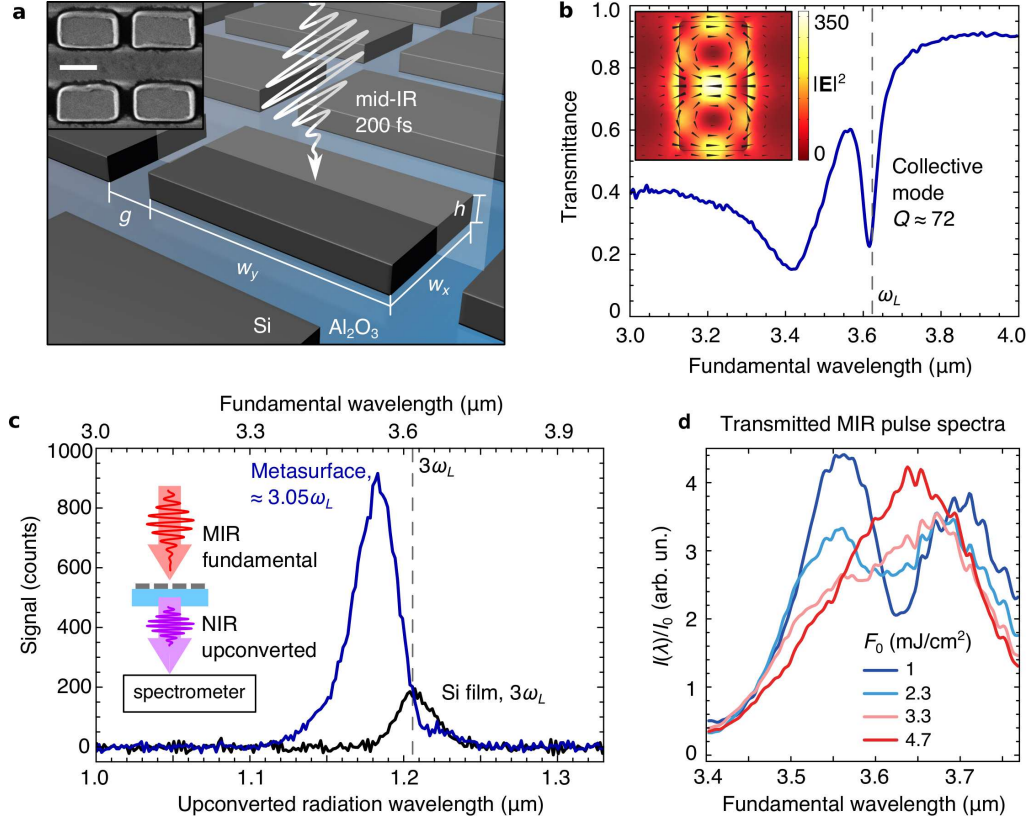 a
mid-IR
200 fs
g
h
w_y
w_x
Si
Al₂O₃
b
1.0
0.8
0.6
0.4
0.2
0
Transmittance
350
|E|²
0
Collective
mode
Q ≈ 72
ω_L
3.0 3.2 3.4 3.6 3.8 4.0
Fundamental wavelength (µm)
c
Fundamental wavelength (µm)
3.0 3.3 3.6 3.9
1000
800
600
400
200
0
Signal (counts)
Metasurface,
≈ 3.05ω_L
3ω_L
MIR
fundamental
NIR
upconverted
spectrometer
Si film, 3ω_L
1.0 1.1 1.2 1.3
Upconverted radiation wavelength (µm)
d
Transmitted MIR pulse spectra
4
3
2
1
0
I(λ)/I₀ (arb. un.)
F₀ (mJ/cm²)
1
2.3
3.3
4.7
3.4 3.5 3.6 3.7
Fundamental wavelength (µm)